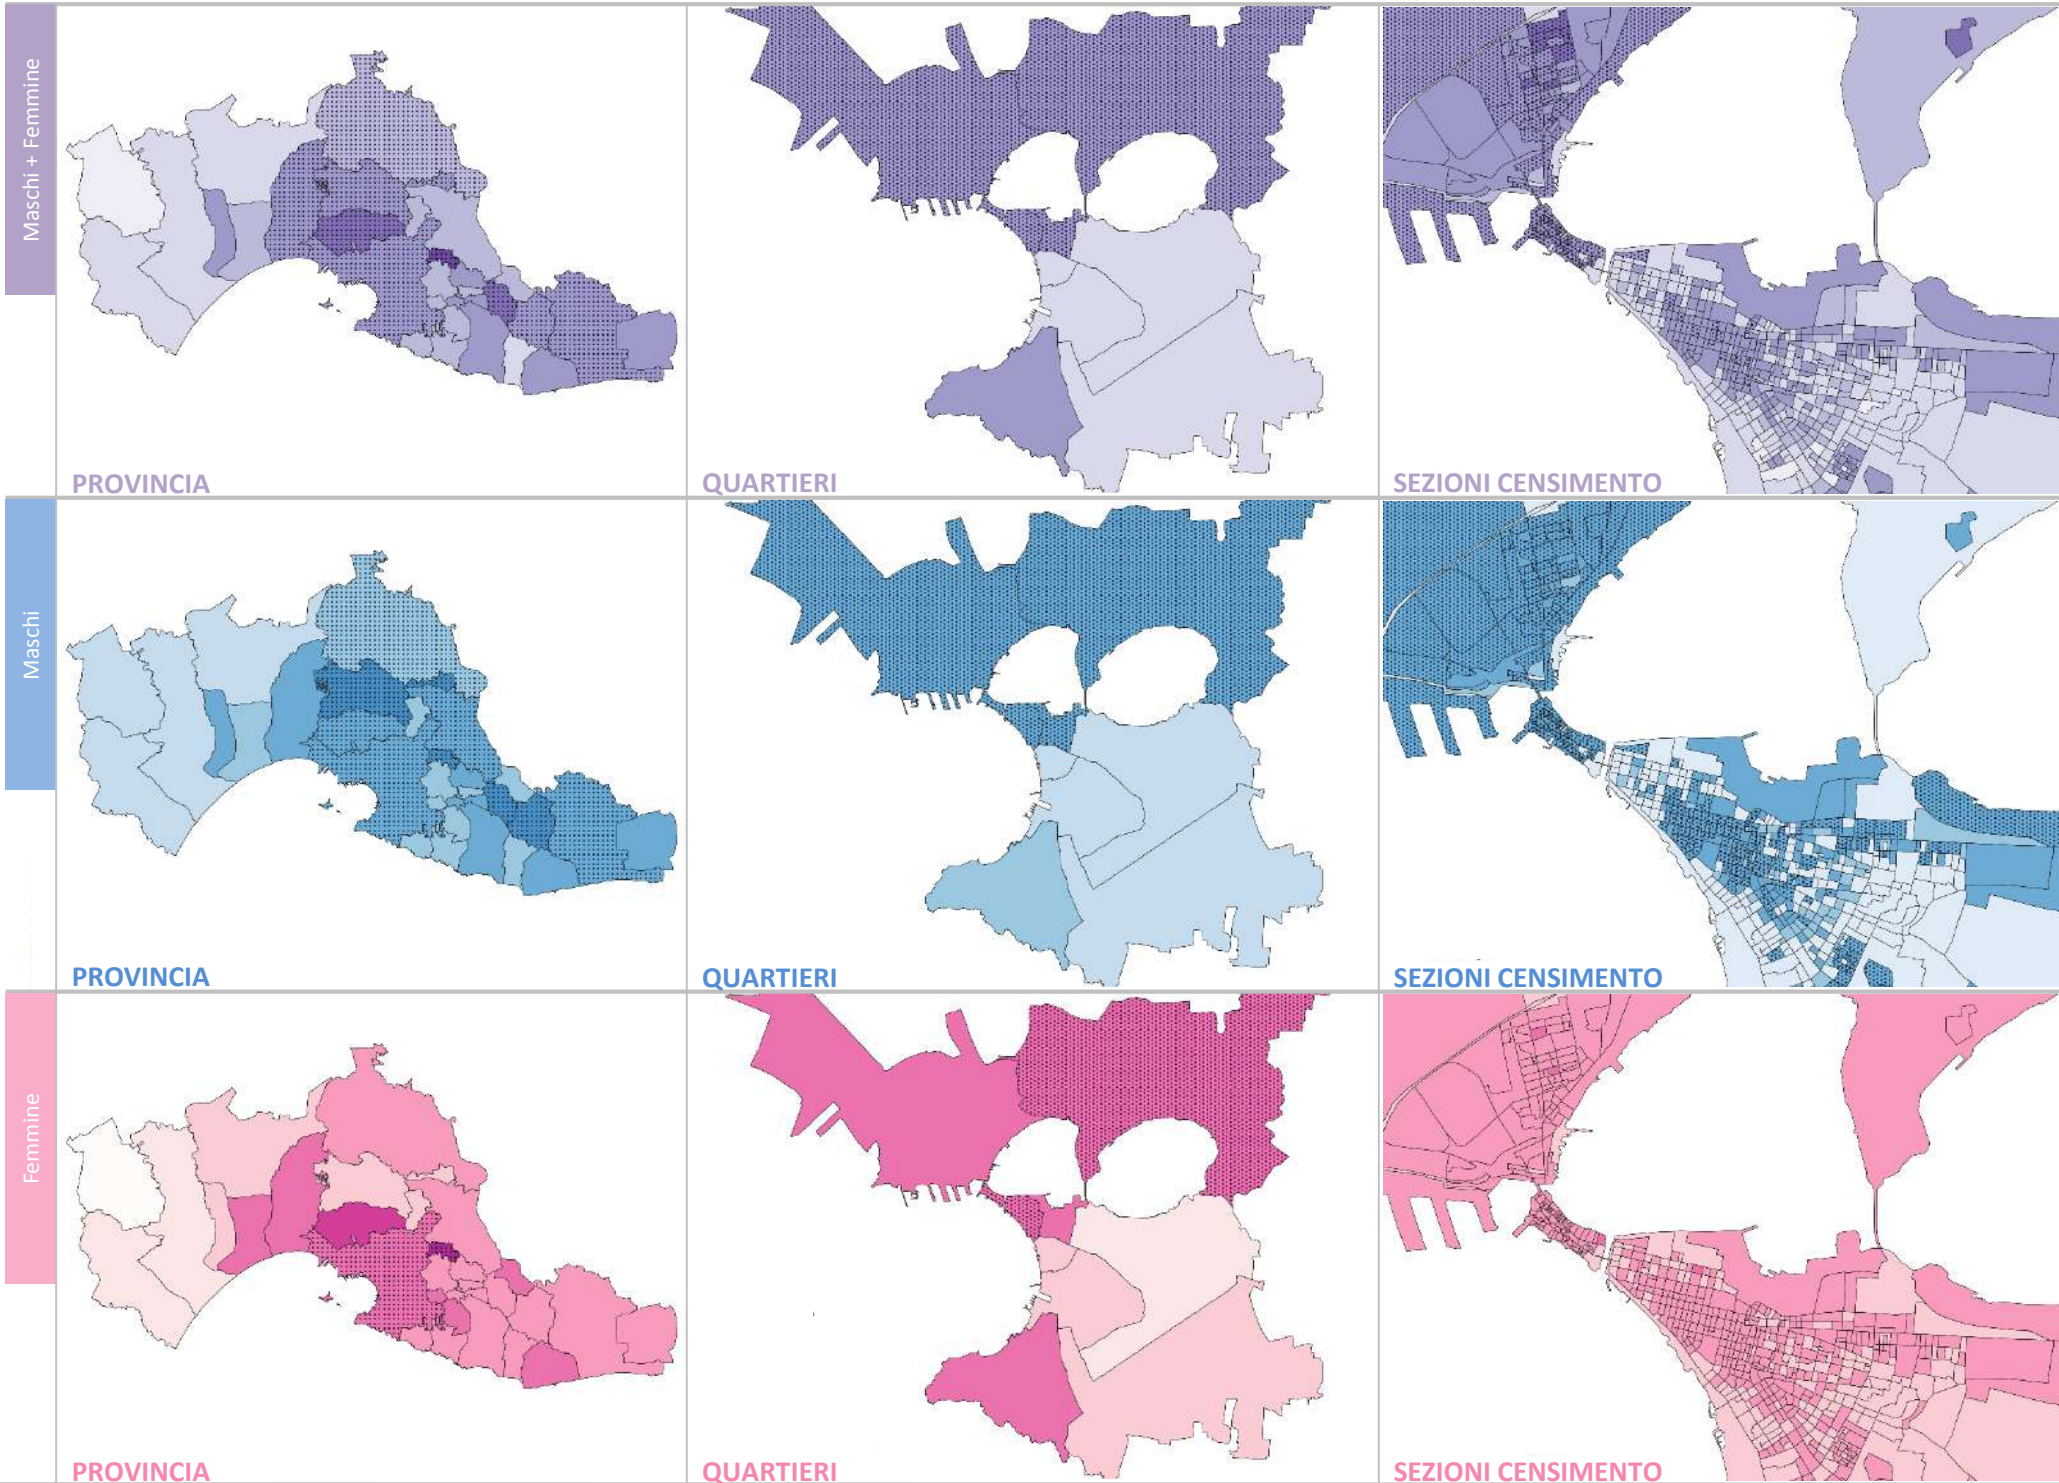 Maschi + Femmine
PROVINCIA
QUARTIERI
SEZIONI CENSIMENTO
Maschi
PROVINCIA
QUARTIERI
SEZIONI CENSIMENTO
Femmine
PROVINCIA
QUARTIERI
SEZIONI CENSIMENTO